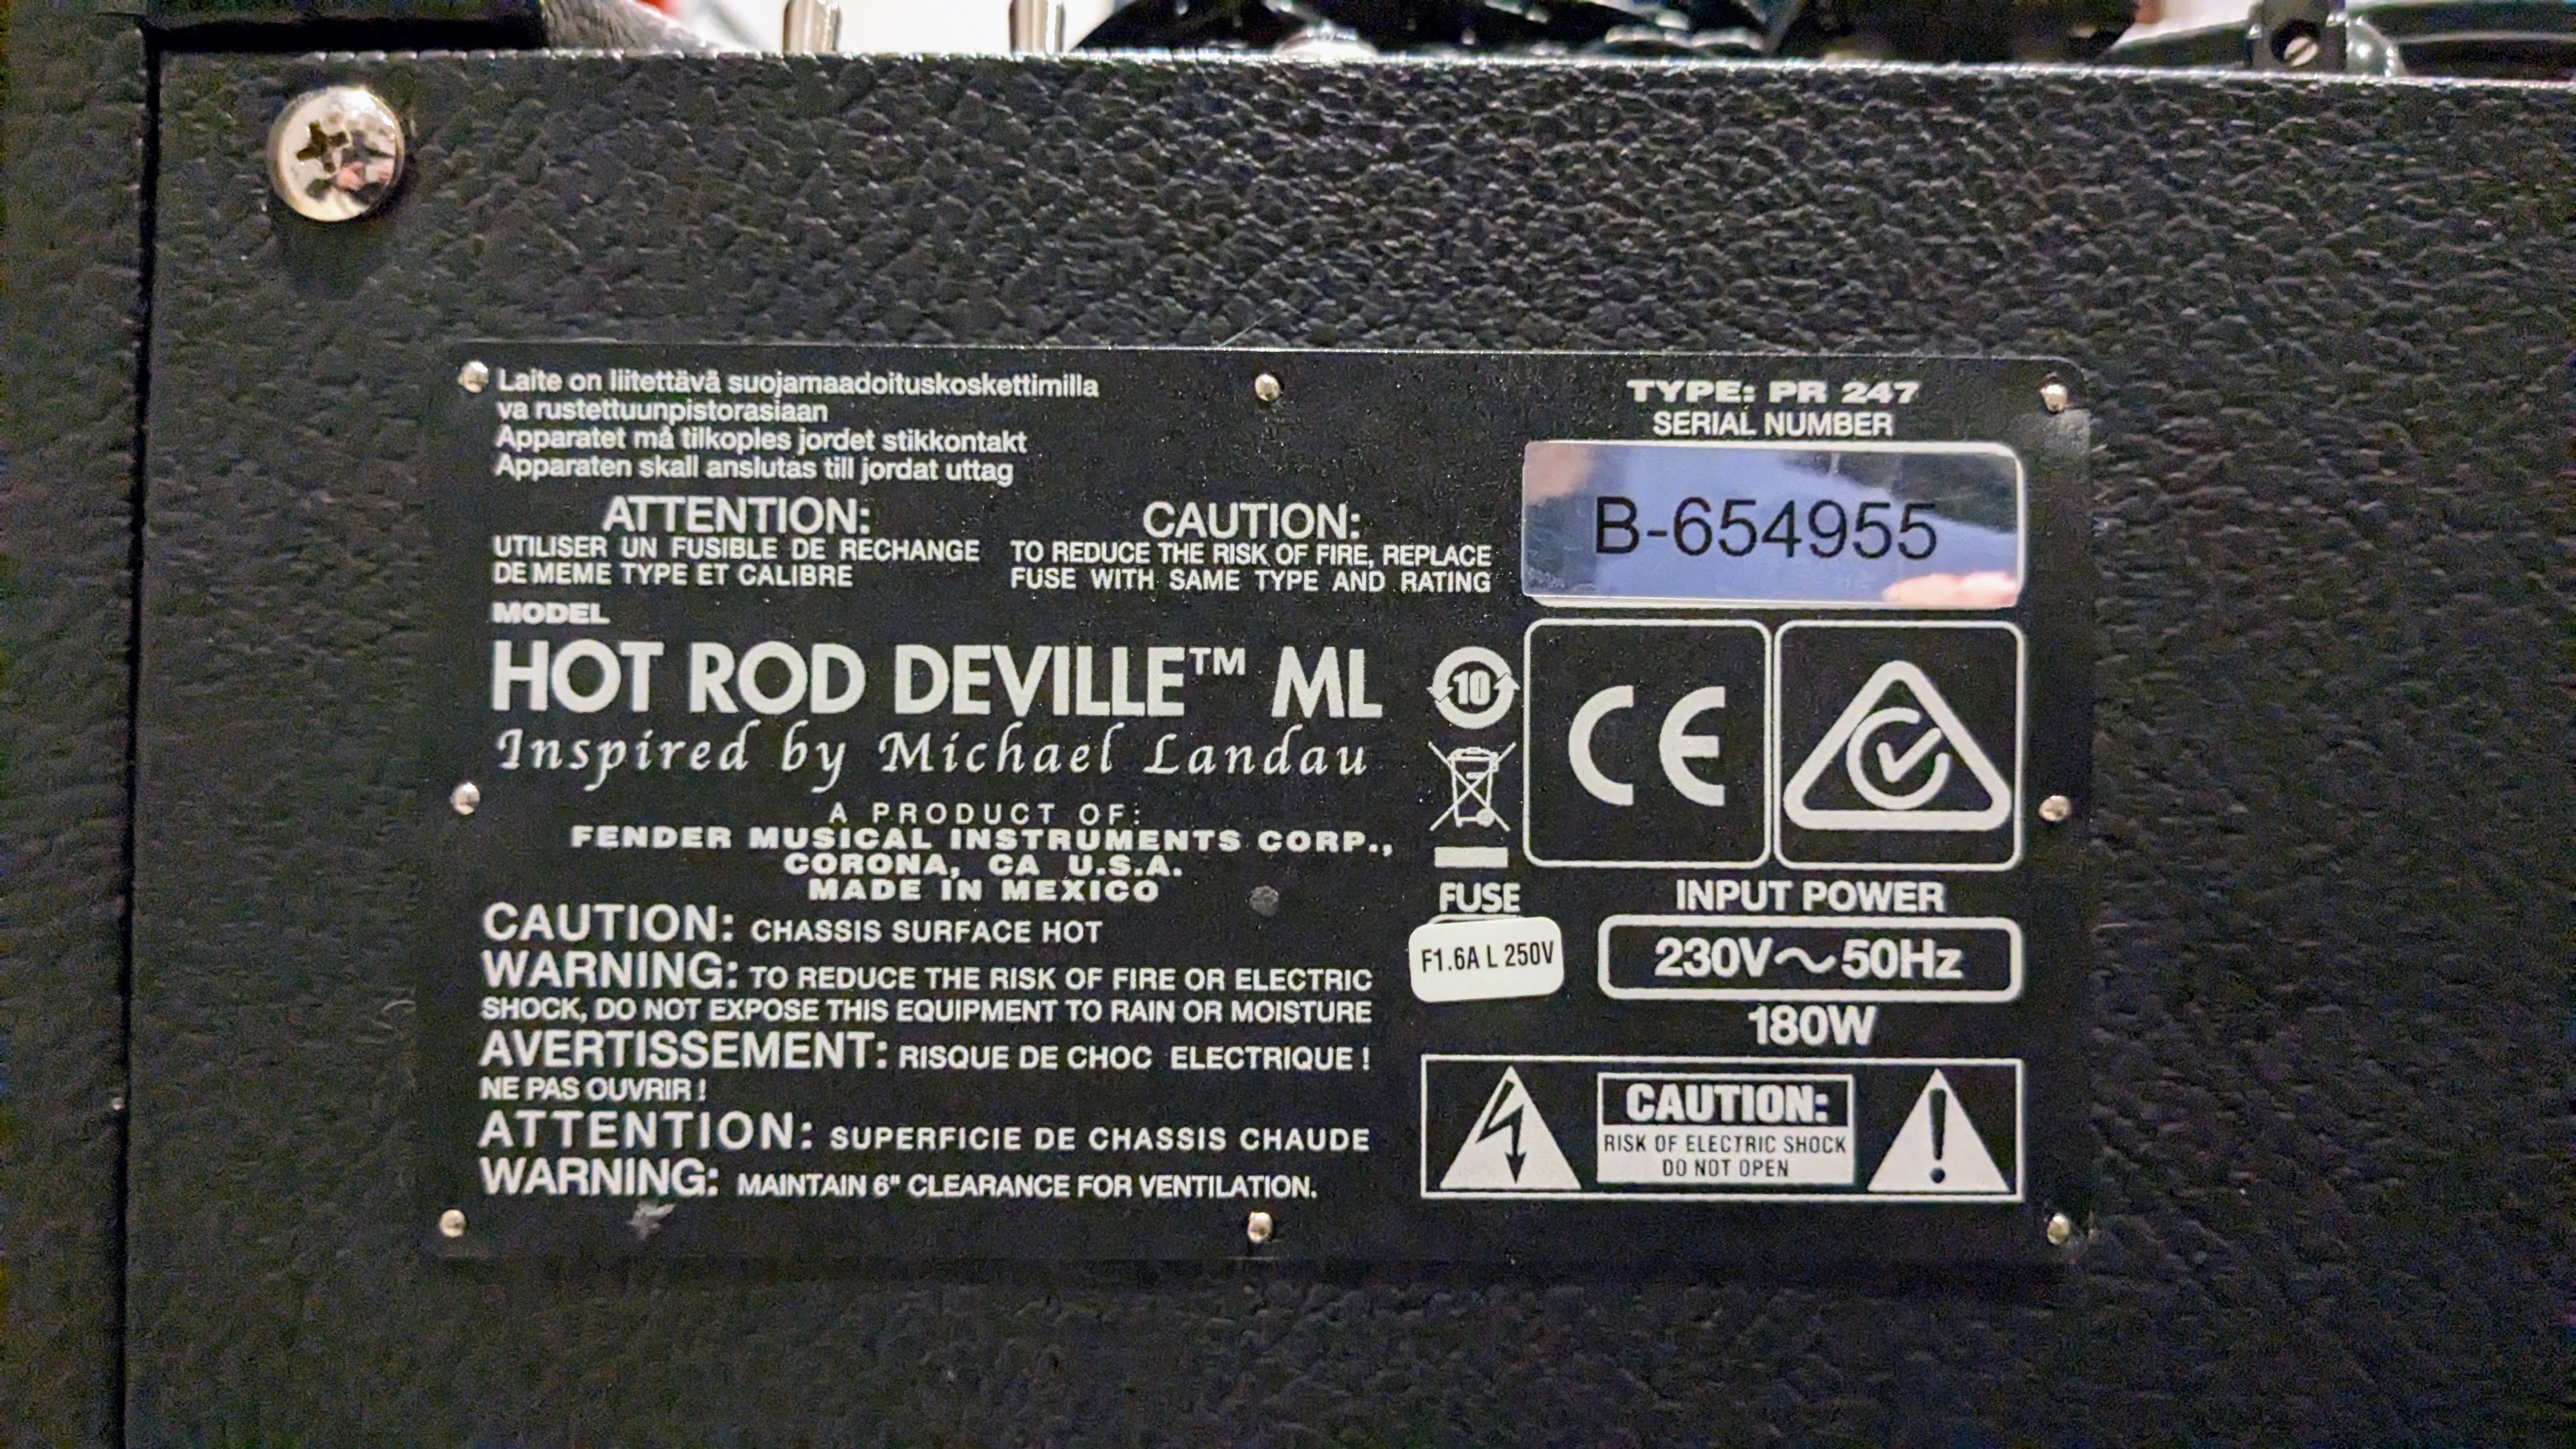 Laite on liitettävä suojamaadoituskoskettimilla
va rustettuunpistorasiaan
Apparatet må tilkoples jordet stikkontakt
Apparaten skall anslutas till jordat uttag
ATTENTION:
UTILISER UN FUSIBLE DE RECHANGE
DE MEME TYPE ET CALIBRE
CAUTION:
TO REDUCE THE RISK OF FIRE, REPLACE
FUSE WITH SAME TYPE AND RATING
MODEL
HOT ROD DEVILLE™ ML
Inspired by Michael Landau
A PRODUCT OF:
FENDER MUSICAL INSTRUMENTS CORP.,
CORONA, CA U.S.A.
MADE IN MEXICO
CAUTION: CHASSIS SURFACE HOT
WARNING: TO REDUCE THE RISK OF FIRE OR ELECTRIC
SHOCK, DO NOT EXPOSE THIS EQUIPMENT TO RAIN OR MOISTURE
AVERTISSEMENT: RISQUE DE CHOC ELECTRIQUE !
NE PAS OUVRIR !
ATTENTION: SUPERFICIE DE CHASSIS CHAUDE
WARNING: MAINTAIN 6" CLEARANCE FOR VENTILATION.
TYPE: PR 247
SERIAL NUMBER
B-654955
10
CE
FUSE
F1.6A L 250V
INPUT POWER
230V~50Hz
180W
CAUTION:
RISK OF ELECTRIC SHOCK
DO NOT OPEN